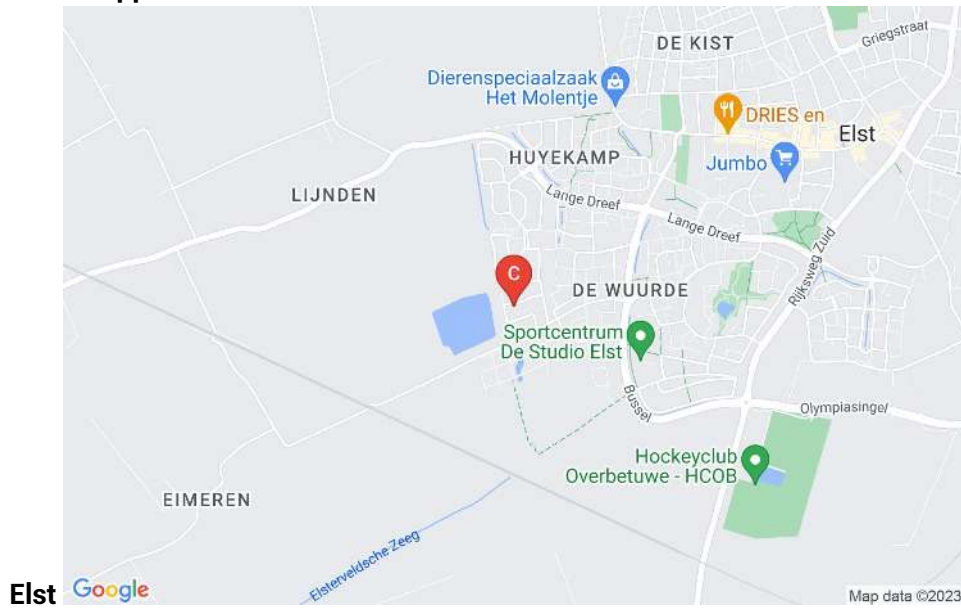 DE KIST
Griegstraat
Dierenspeciaalzaak
Het Molentje
DRIES en
Elst
HUYEKAMP
Jumbo
LIJNDEN
Lange Dreef
Lange Dreef
Rijksweg Zuid
C
DE WUURDE
Sportcentrum
De Studio Elst
Bussel
Olympiasingel
Hockeyclub
Overbetuwe - HCOB
EIMEREN
Elsterveldsche Zeeg
Elst
Google
Map data ©2023